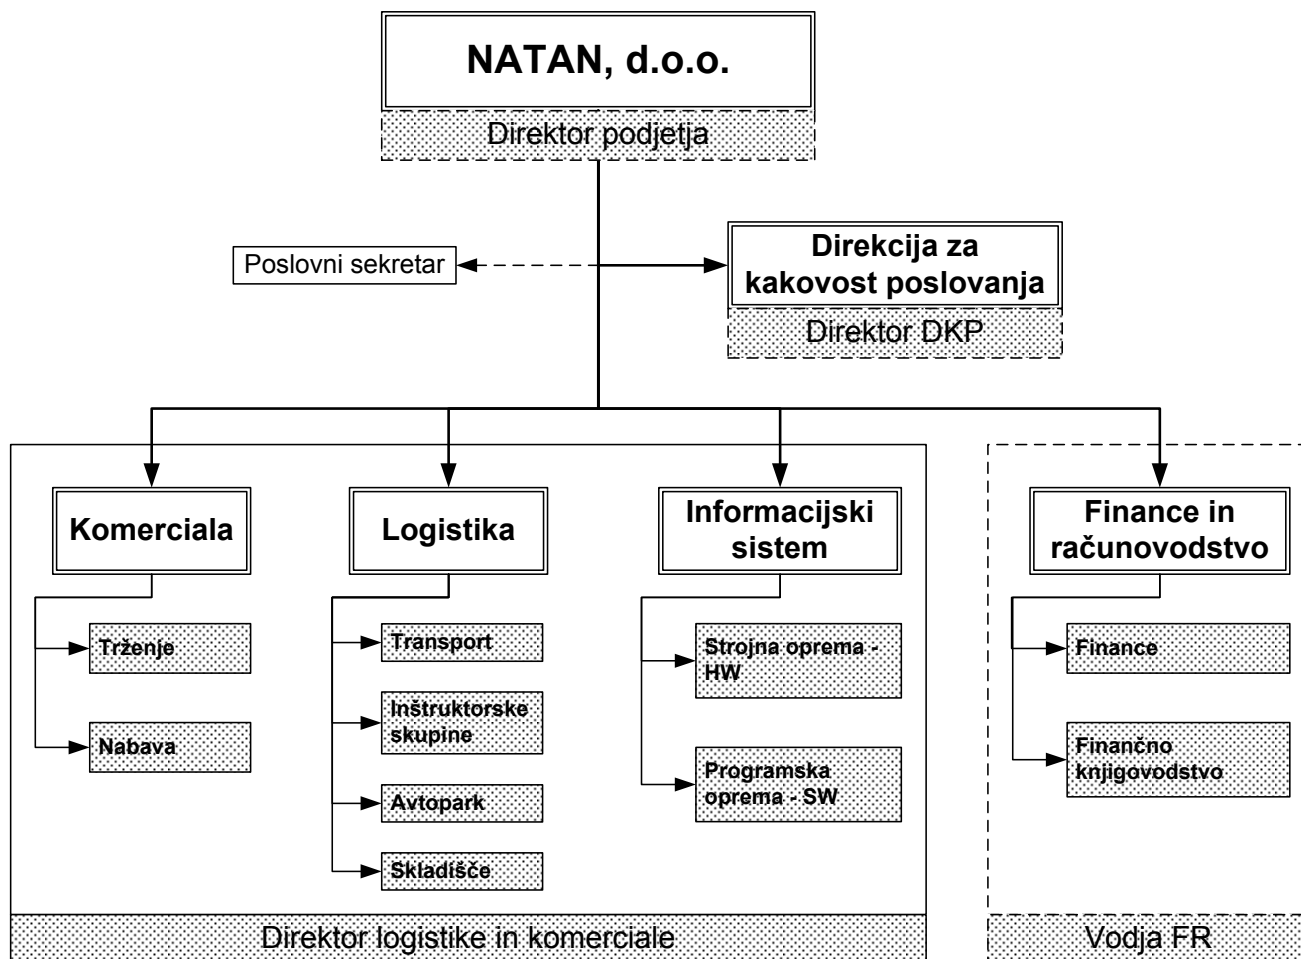 NATAN, d.o.o.
Direktor podjetja
Poslovni sekretar
Direkcija za
kakovost poslovanja
Direktor DKP
Komerciala
Trženje
Nabava
Logistika
Transport
Inštruktorske
skupine
Avtopark
Skladišče
Informacijski
sistem
Strojna oprema -
HW
Programska
oprema - SW
Direktor logistike in komerciale
Finance in
računovodstvo
Finance
Finančno
knjigovodstvo
Vodja FR